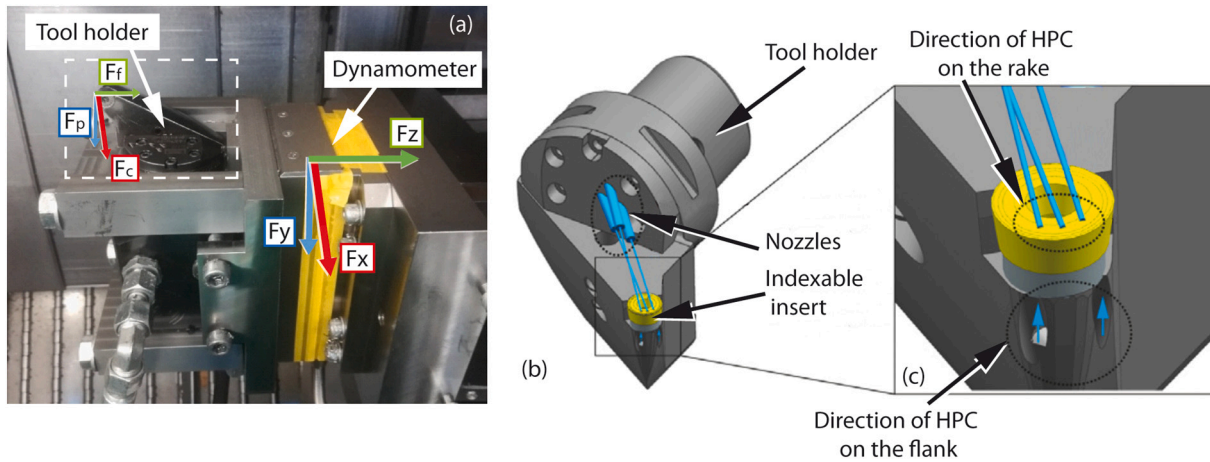 (a)
Tool holder
Dynamometer
Ff
Fp
Fc
Fz
Fy
Fx
Tool holder
Nozzles
Indexable
insert
(b)
Direction of HPC
on the rake
(c)
Direction of HPC
on the flank